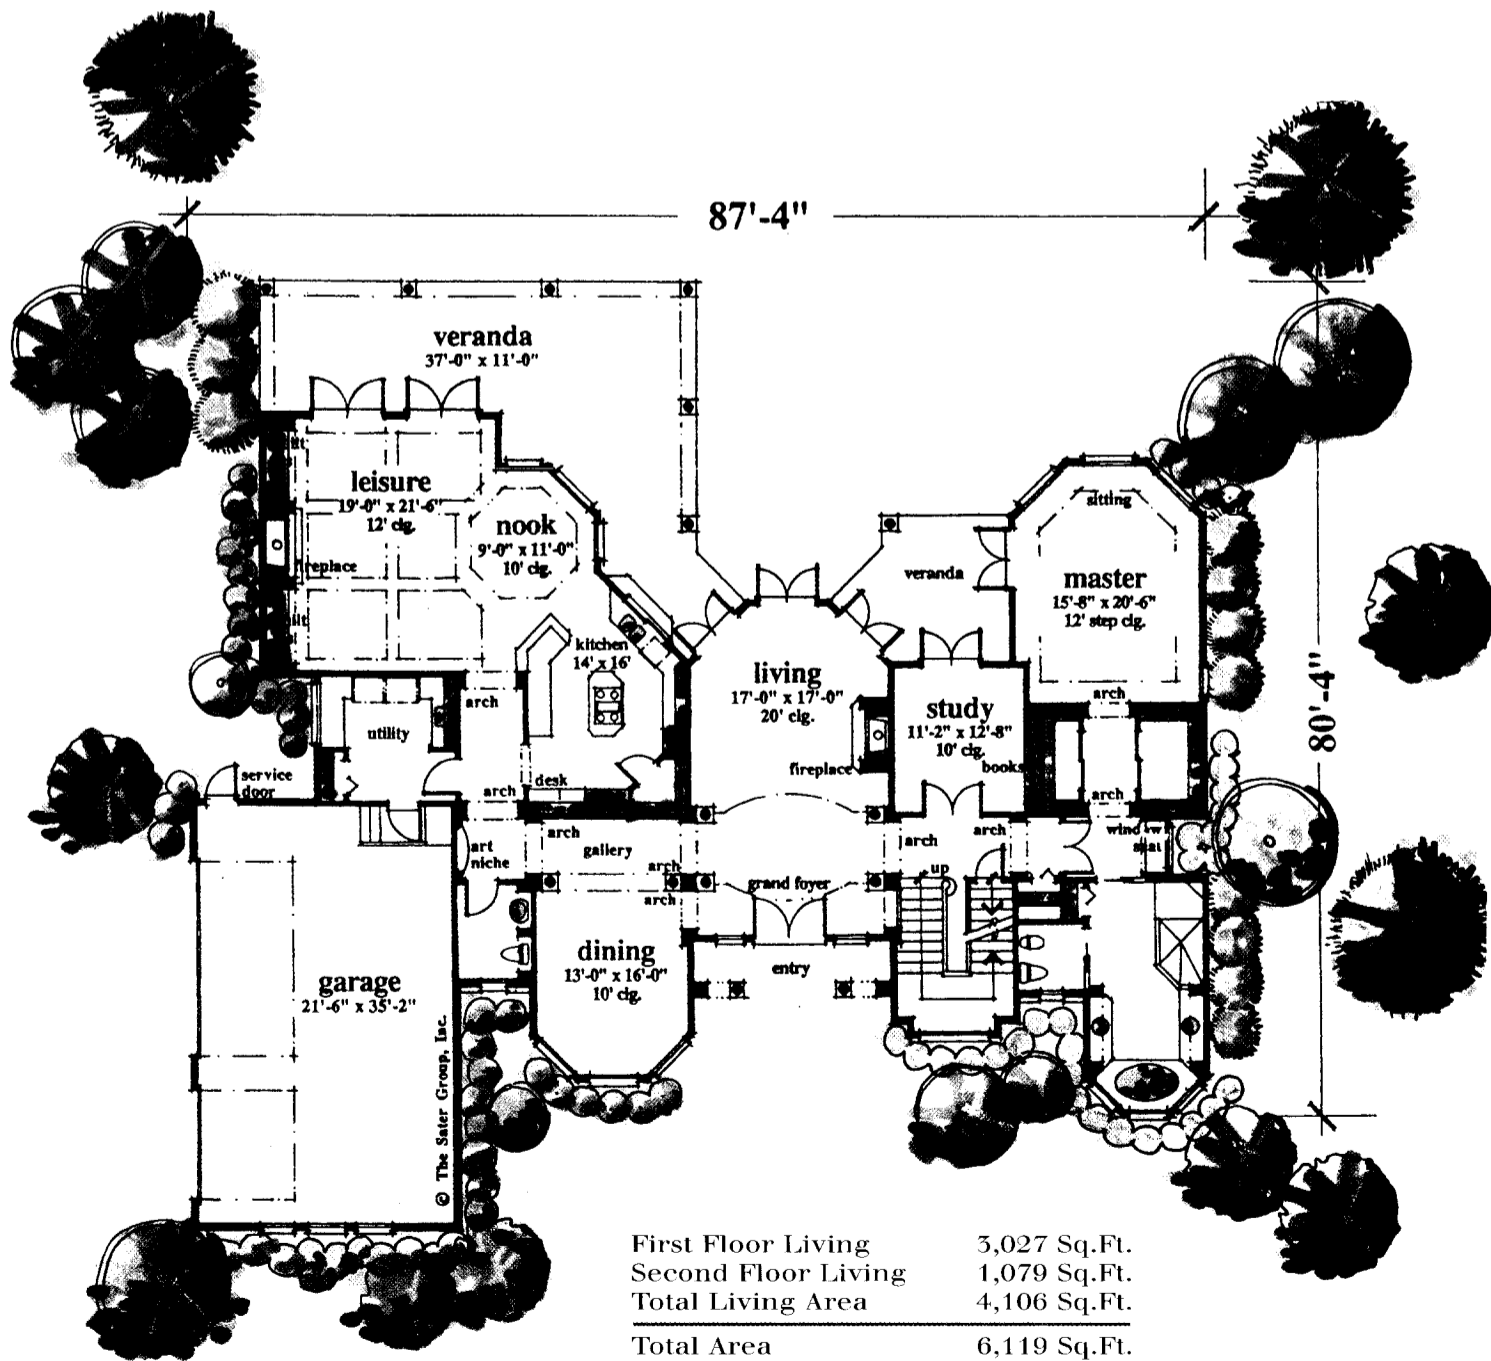 87'-4"
veranda
37'-0" x 11'-0"
leisure
19'-0" x 21'-6"
12' clg.
nook
9'-0" x 11'-0"
10' clg.
fireplace
sitting
veranda
master
15'-8" x 20'-6"
12' step clg.
80'-4"
kitchen
14' x 16'
living
17'-0" x 17'-0"
20' clg.
study
11'-2" x 12'-8"
10' clg.
arch
arch
utility
fireplace
books
service
door
desk
arch
arch
art
niche
arch
gallery
arch
arch
arch
arch
up
grand foyer
dining
13'-0" x 16'-0"
10' clg.
entry
garage
21'-6" x 35'-2"
© The Sater Group, Inc.
First Floor Living 3,027 Sq.Ft.
Second Floor Living 1,079 Sq.Ft.
Total Living Area 4,106 Sq.Ft.
Total Area 6,119 Sq.Ft.